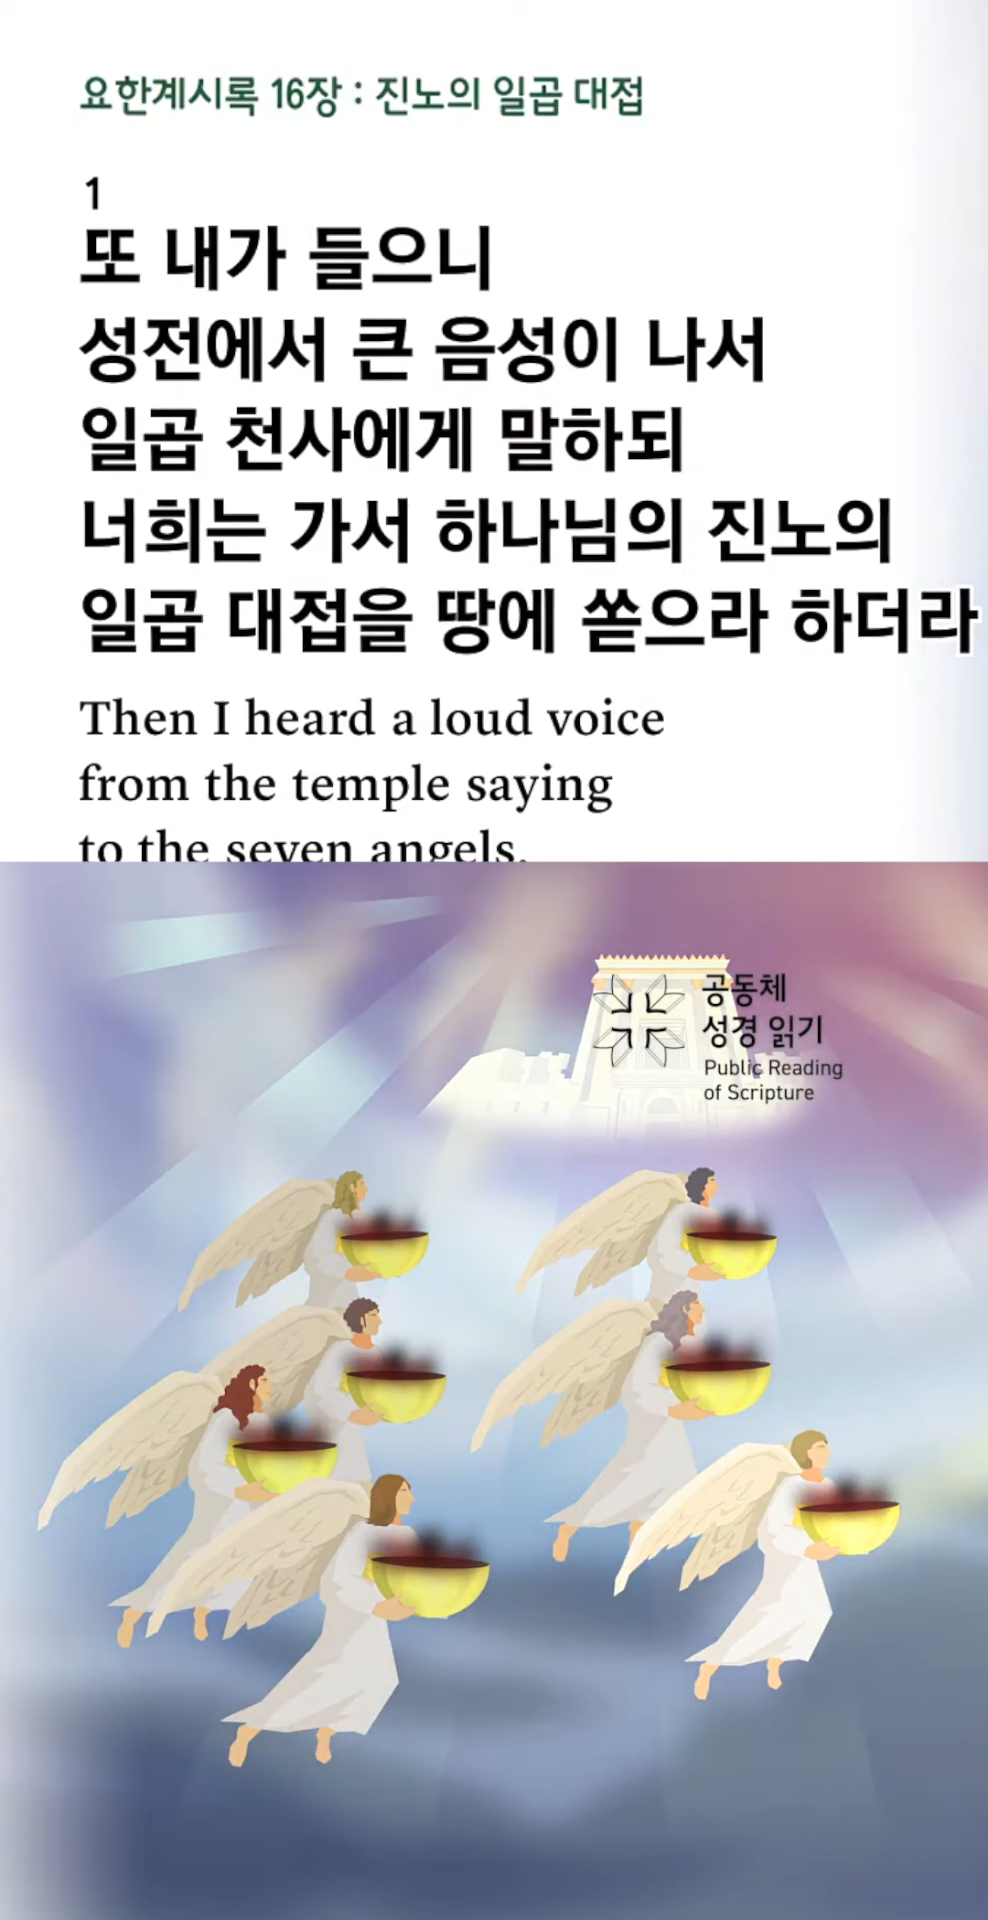 요한계시록 16장 : 진노의 일곱 대접
1
또 내가 들으니
성전에서 큰 음성이 나서
일곱 천사에게 말하되
너희는 가서 하나님의 진노의
일곱 대접을 땅에 쏟으라 하더라
Then I heard a loud voice
from the temple saying
to the seven angels,
공동체
성경 읽기
Public Reading
of Scripture